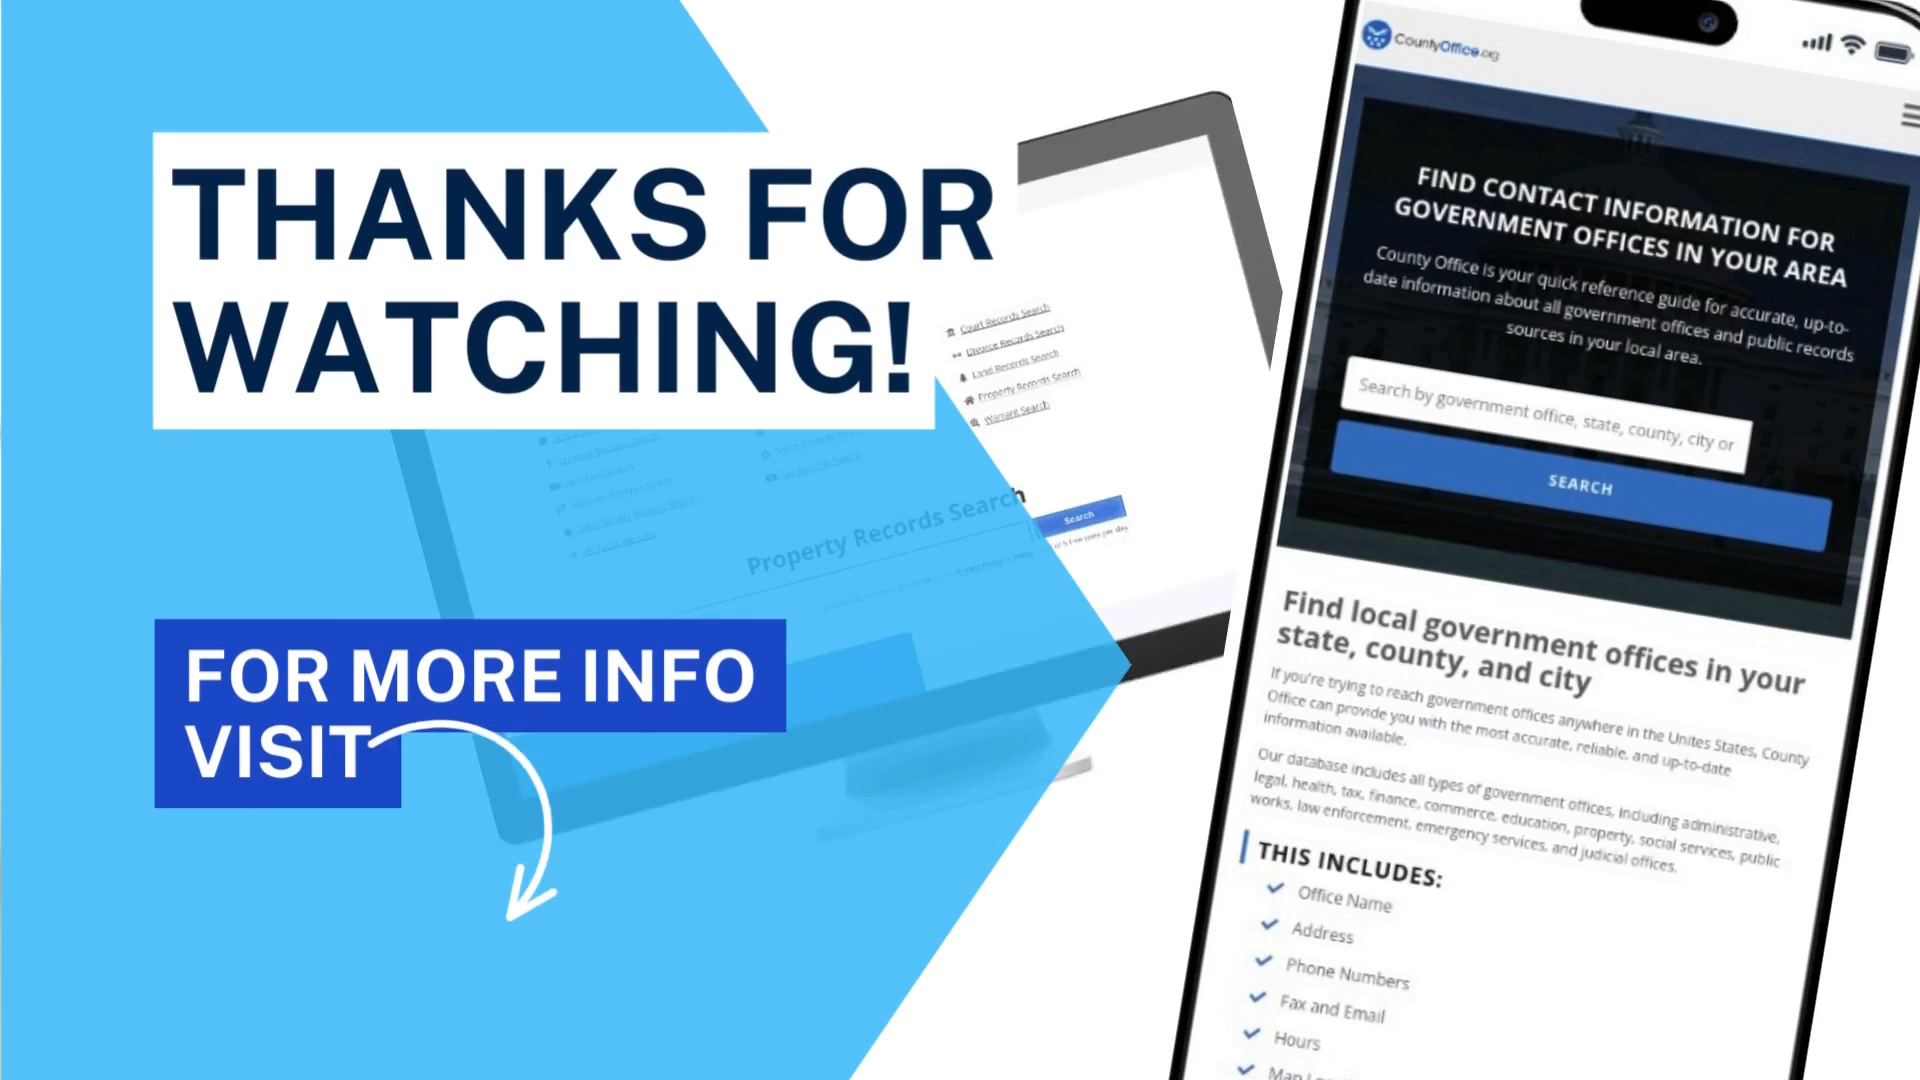 THANKS FOR
WATCHING!
FOR MORE INFO
VISIT
Court Records Search
Divorce Records Search
Land Records Search
Property Records Search
Warrant Search
Property Records Search
Search
of 5 free uses per day
CountyOffice.org
FIND CONTACT INFORMATION FOR
GOVERNMENT OFFICES IN YOUR AREA
County Office is your quick reference guide for accurate, up-to-
date information about all government offices and public records
sources in your local area.
Search by government office, state, county, city or
SEARCH
Find local government offices in your
state, county, and city
If you're trying to reach government offices anywhere in the Unites States, County
Office can provide you with the most accurate, reliable, and up-to-date
information available.
Our database includes all types of government offices, including administrative,
legal, health, tax, finance, commerce, education, property, social services, public
works, law enforcement, emergency services, and judicial offices.
THIS INCLUDES:
Office Name
Address
Phone Numbers
Fax and Email
Hours
Map